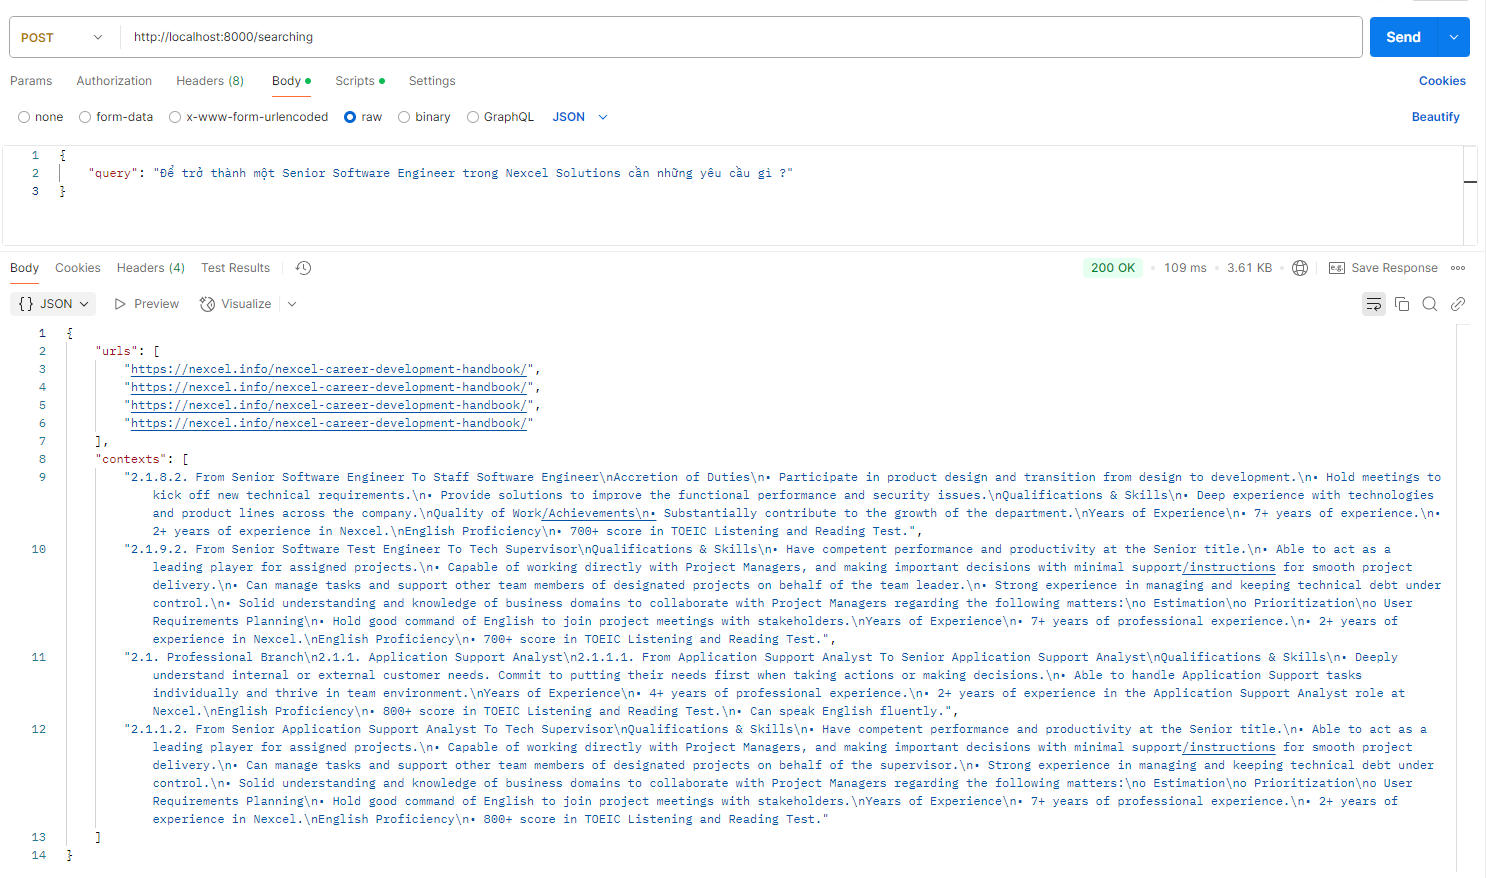 POST http://localhost:8000/searching Send
Params Authorization Headers (8) Body Scripts Settings Cookies
none form-data x-www-form-urlencoded raw binary GraphQL JSON Beautify
1 {
2 "query": "Để trở thành một Senior Software Engineer trong Nexcel Solutions cần những yêu cầu gì ?"
3 }
Body Cookies Headers (4) Test Results 200 OK • 109 ms • 3.61 KB • e.g. Save Response
{} JSON Preview Visualize
1 {
2 "urls": [
3 "https://nexcel.info/nexcel-career-development-handbook/",
4 "https://nexcel.info/nexcel-career-development-handbook/",
5 "https://nexcel.info/nexcel-career-development-handbook/",
6 "https://nexcel.info/nexcel-career-development-handbook/"
7 ],
8 "contexts": [
9 "2.1.8.2. From Senior Software Engineer To Staff Software Engineer\nAccretion of Duties\n• Participate in product design and transition from design to development.\n• Hold meetings to
kick off new technical requirements.\n• Provide solutions to improve the functional performance and security issues.\nQualifications & Skills\n• Deep experience with technologies
and product lines across the company.\nQuality of Work/Achievements\n• Substantially contribute to the growth of the department.\nYears of Experience\n• 7+ years of experience.\n•
2+ years of experience in Nexcel.\nEnglish Proficiency\n• 700+ score in TOEIC Listening and Reading Test.",
10 "2.1.9.2. From Senior Software Test Engineer To Tech Supervisor\nQualifications & Skills\n• Have competent performance and productivity at the Senior title.\n• Able to act as a
leading player for assigned projects.\n• Capable of working directly with Project Managers, and making important decisions with minimal support/instructions for smooth project
delivery.\n• Can manage tasks and support other team members of designated projects on behalf of the team leader.\n• Strong experience in managing and keeping technical debt under
control.\n• Solid understanding and knowledge of business domains to collaborate with Project Managers regarding the following matters:\no Estimation\no Prioritization\no User
Requirements Planning\n• Hold good command of English to join project meetings with stakeholders.\nYears of Experience\n• 7+ years of professional experience.\n• 2+ years of
experience in Nexcel.\nEnglish Proficiency\n• 700+ score in TOEIC Listening and Reading Test.",
11 "2.1. Professional Branch\n2.1.1. Application Support Analyst\n2.1.1.1. From Application Support Analyst To Senior Application Support Analyst\nQualifications & Skills\n• Deeply
understand internal or external customer needs. Commit to putting their needs first when taking actions or making decisions.\n• Able to handle Application Support tasks
individually and thrive in team environment.\nYears of Experience\n• 4+ years of professional experience.\n• 2+ years of experience in the Application Support Analyst role at
Nexcel.\nEnglish Proficiency\n• 800+ score in TOEIC Listening and Reading Test.\n• Can speak English fluently.",
12 "2.1.1.2. From Senior Application Support Analyst To Tech Supervisor\nQualifications & Skills\n• Have competent performance and productivity at the Senior title.\n• Able to act as a
leading player for assigned projects.\n• Capable of working directly with Project Managers, and making important decisions with minimal support/instructions for smooth project
delivery.\n• Can manage tasks and support other team members of designated projects on behalf of the supervisor.\n• Strong experience in managing and keeping technical debt under
control.\n• Solid understanding and knowledge of business domains to collaborate with Project Managers regarding the following matters:\no Estimation\no Prioritization\no User
Requirements Planning\n• Hold good command of English to join project meetings with stakeholders.\nYears of Experience\n• 7+ years of professional experience.\n• 2+ years of
experience in Nexcel.\nEnglish Proficiency\n• 800+ score in TOEIC Listening and Reading Test."
13 ]
14 }